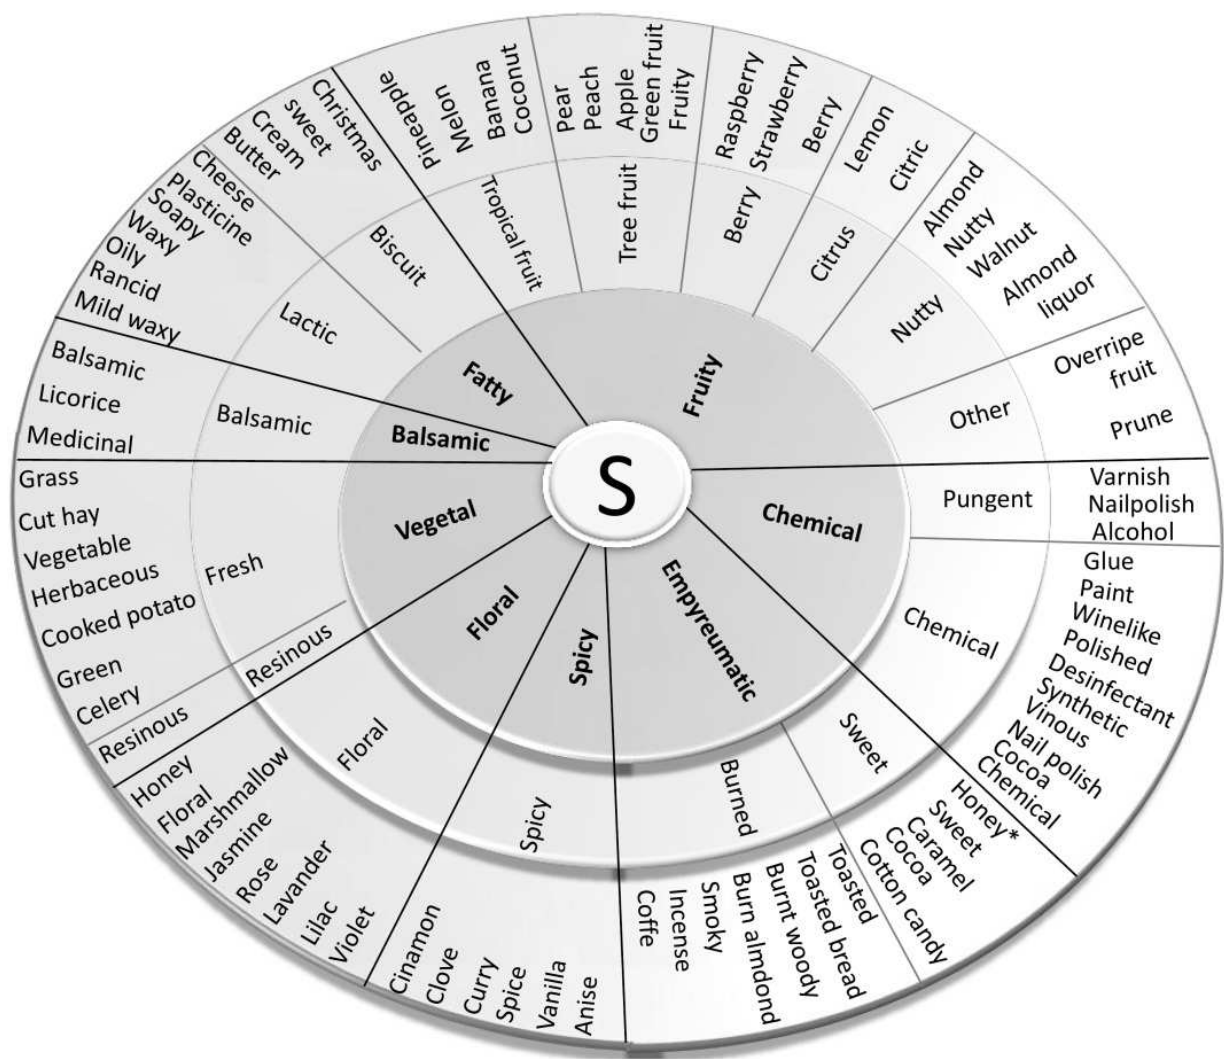 S
Fruity
Chemical
Empyreumatic
Spicy
Floral
Vegetal
Balsamic
Fatty
Tropical fruit
Tree fruit
Berry
Citrus
Nutty
Other
Pungent
Chemical
Sweet
Burned
Spicy
Floral
Resinous
Fresh
Balsamic
Lactic
Biscuit
Pineapple
Melon
Banana
Coconut
Pear
Peach
Apple
Green fruit
Fruity
Raspberry
Strawberry
Berry
Lemon
Citric
Almond
Nutty
Walnut
Almond
liquor
Overripe
fruit
Prune
Varnish
Nailpolish
Alcohol
Glue
Paint
Winelike
Polished
Desinfectant
Synthetic
Vinous
Nail polish
Cocoa
Chemical
Honey*
Sweet
Caramel
Cocoa
Cotton candy
Toasted
Toasted bread
Burnt woody
Burn almdond
Smoky
Incense
Coffe
Anise
Vanilla
Spice
Curry
Clove
Cinamon
Violet
Lilac
Lavander
Rose
Jasmine
Marshmallow
Floral
Honey
Resinous
Celery
Green
Cooked potato
Herbaceous
Vegetable
Cut hay
Grass
Medicinal
Licorice
Balsamic
Mild waxy
Rancid
Oily
Waxy
Soapy
Plasticine
Cheese
Butter
Cream
sweet
Christmas